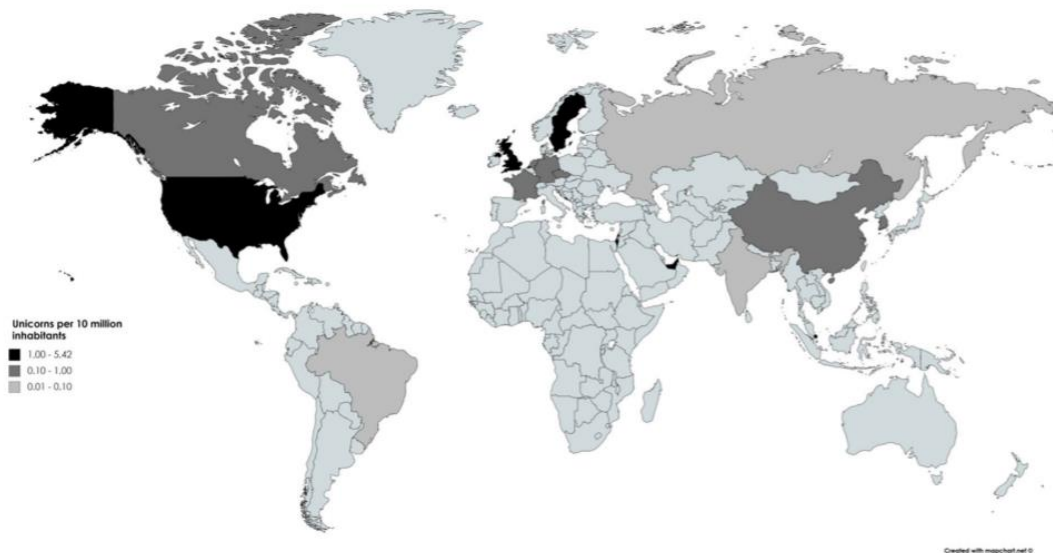 Unicorns per 10 million
inhabitants
1.00 - 5.42
0.10 - 1.00
0.01 - 0.10
Created with mapchart.net ©